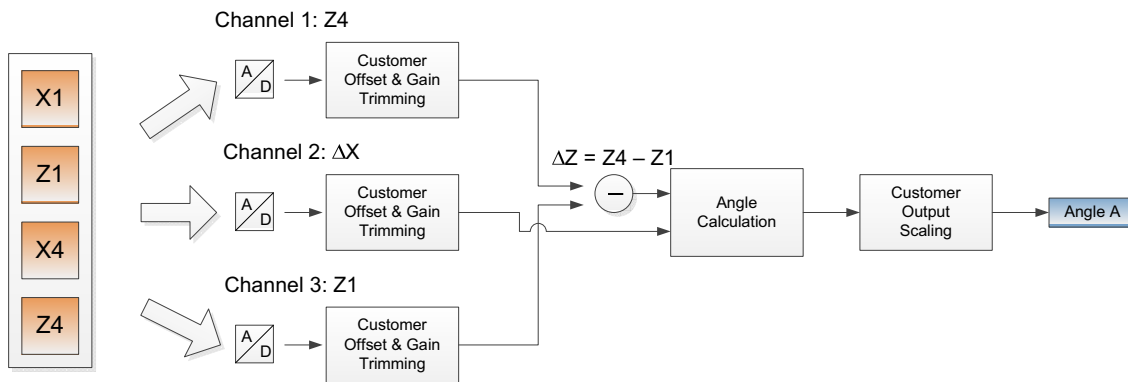 X1
Z1
X4
Z4
Channel 1: Z4
A
D
Customer
Offset & Gain
Trimming
Channel 2: ΔX
A
D
Customer
Offset & Gain
Trimming
Channel 3: Z1
A
D
Customer
Offset & Gain
Trimming
ΔZ = Z4 – Z1
–
Angle
Calculation
Customer
Output
Scaling
Angle A